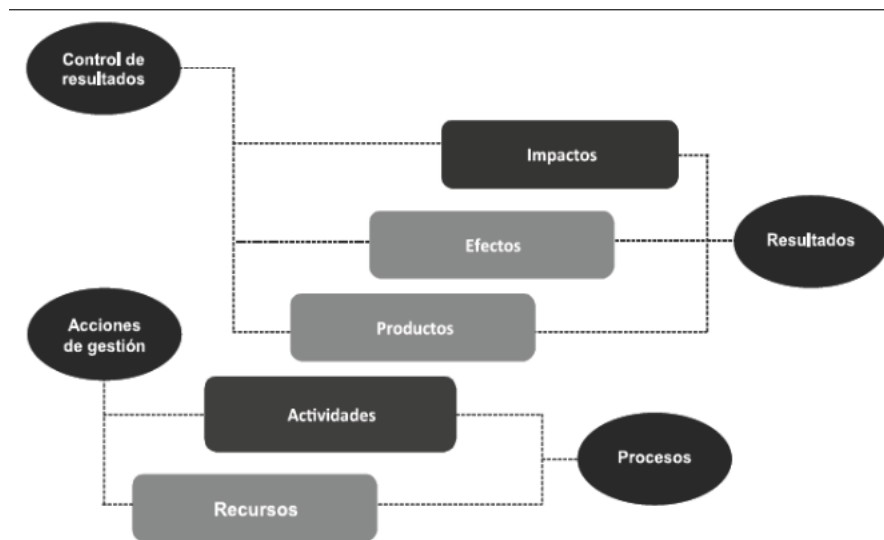 Control de
resultados
Impactos
Efectos
Resultados
Productos
Acciones
de gestión
Actividades
Procesos
Recursos